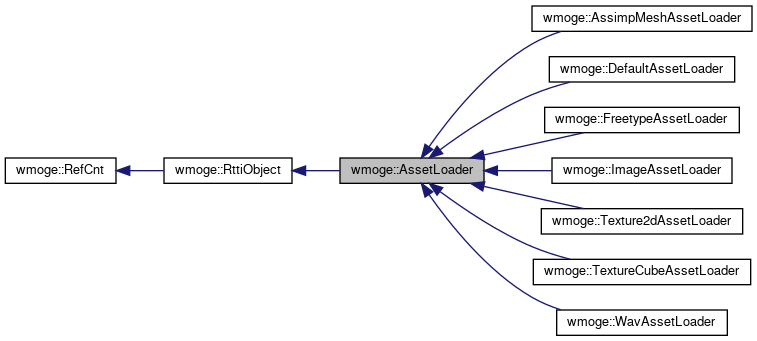 wmoge::AssimpMeshAssetLoader
wmoge::DefaultAssetLoader
wmoge::FreetypeAssetLoader
wmoge::RefCnt
wmoge::RttiObject
wmoge::AssetLoader
wmoge::ImageAssetLoader
wmoge::Texture2dAssetLoader
wmoge::TextureCubeAssetLoader
wmoge::WavAssetLoader